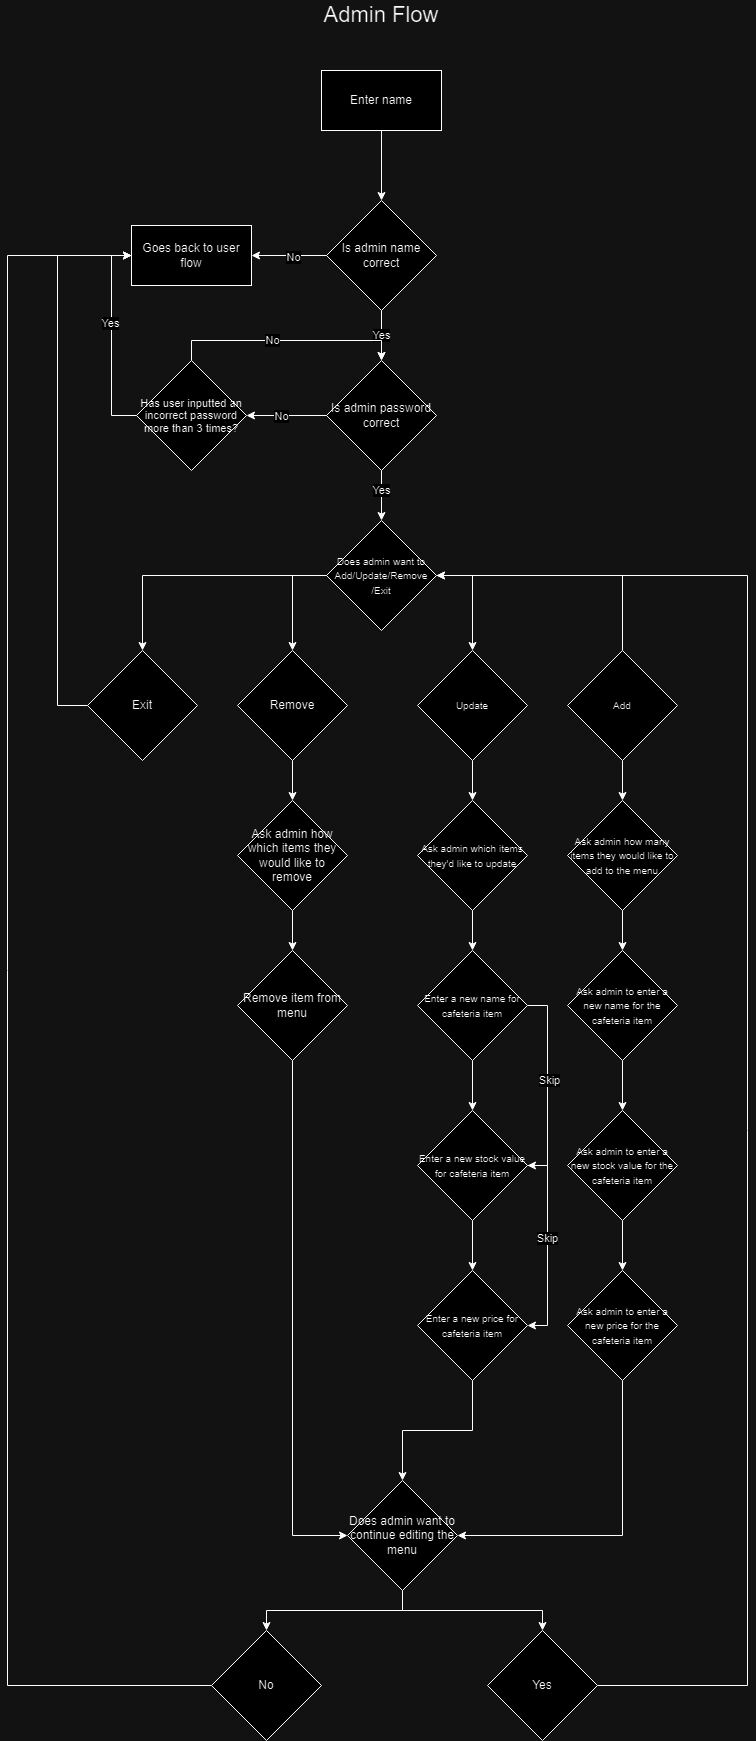 Admin Flow
Enter name
Is admin name
correct
No
Goes back to user
flow
Yes
Yes
No
Is admin password
correct
No
Has user inputted an
incorrect password
more than 3 times?
Yes
Does admin want to
Add/Update/Remove
/Exit
Exit
Remove
Update
Add
Ask admin how
which items they
would like to
remove
Ask admin which items
they'd like to update
Ask admin how many
items they would like to
add to the menu
Remove item from
menu
Enter a new name for
cafeteria item
Ask admin to enter a
new name for the
cafeteria item
Skip
Enter a new stock value
for cafeteria item
Ask admin to enter a
new stock value for the
cafeteria item
Skip
Enter a new price for
cafeteria item
Ask admin to enter a
new price for the
cafeteria item
Does admin want to
continue editing the
menu
No
Yes